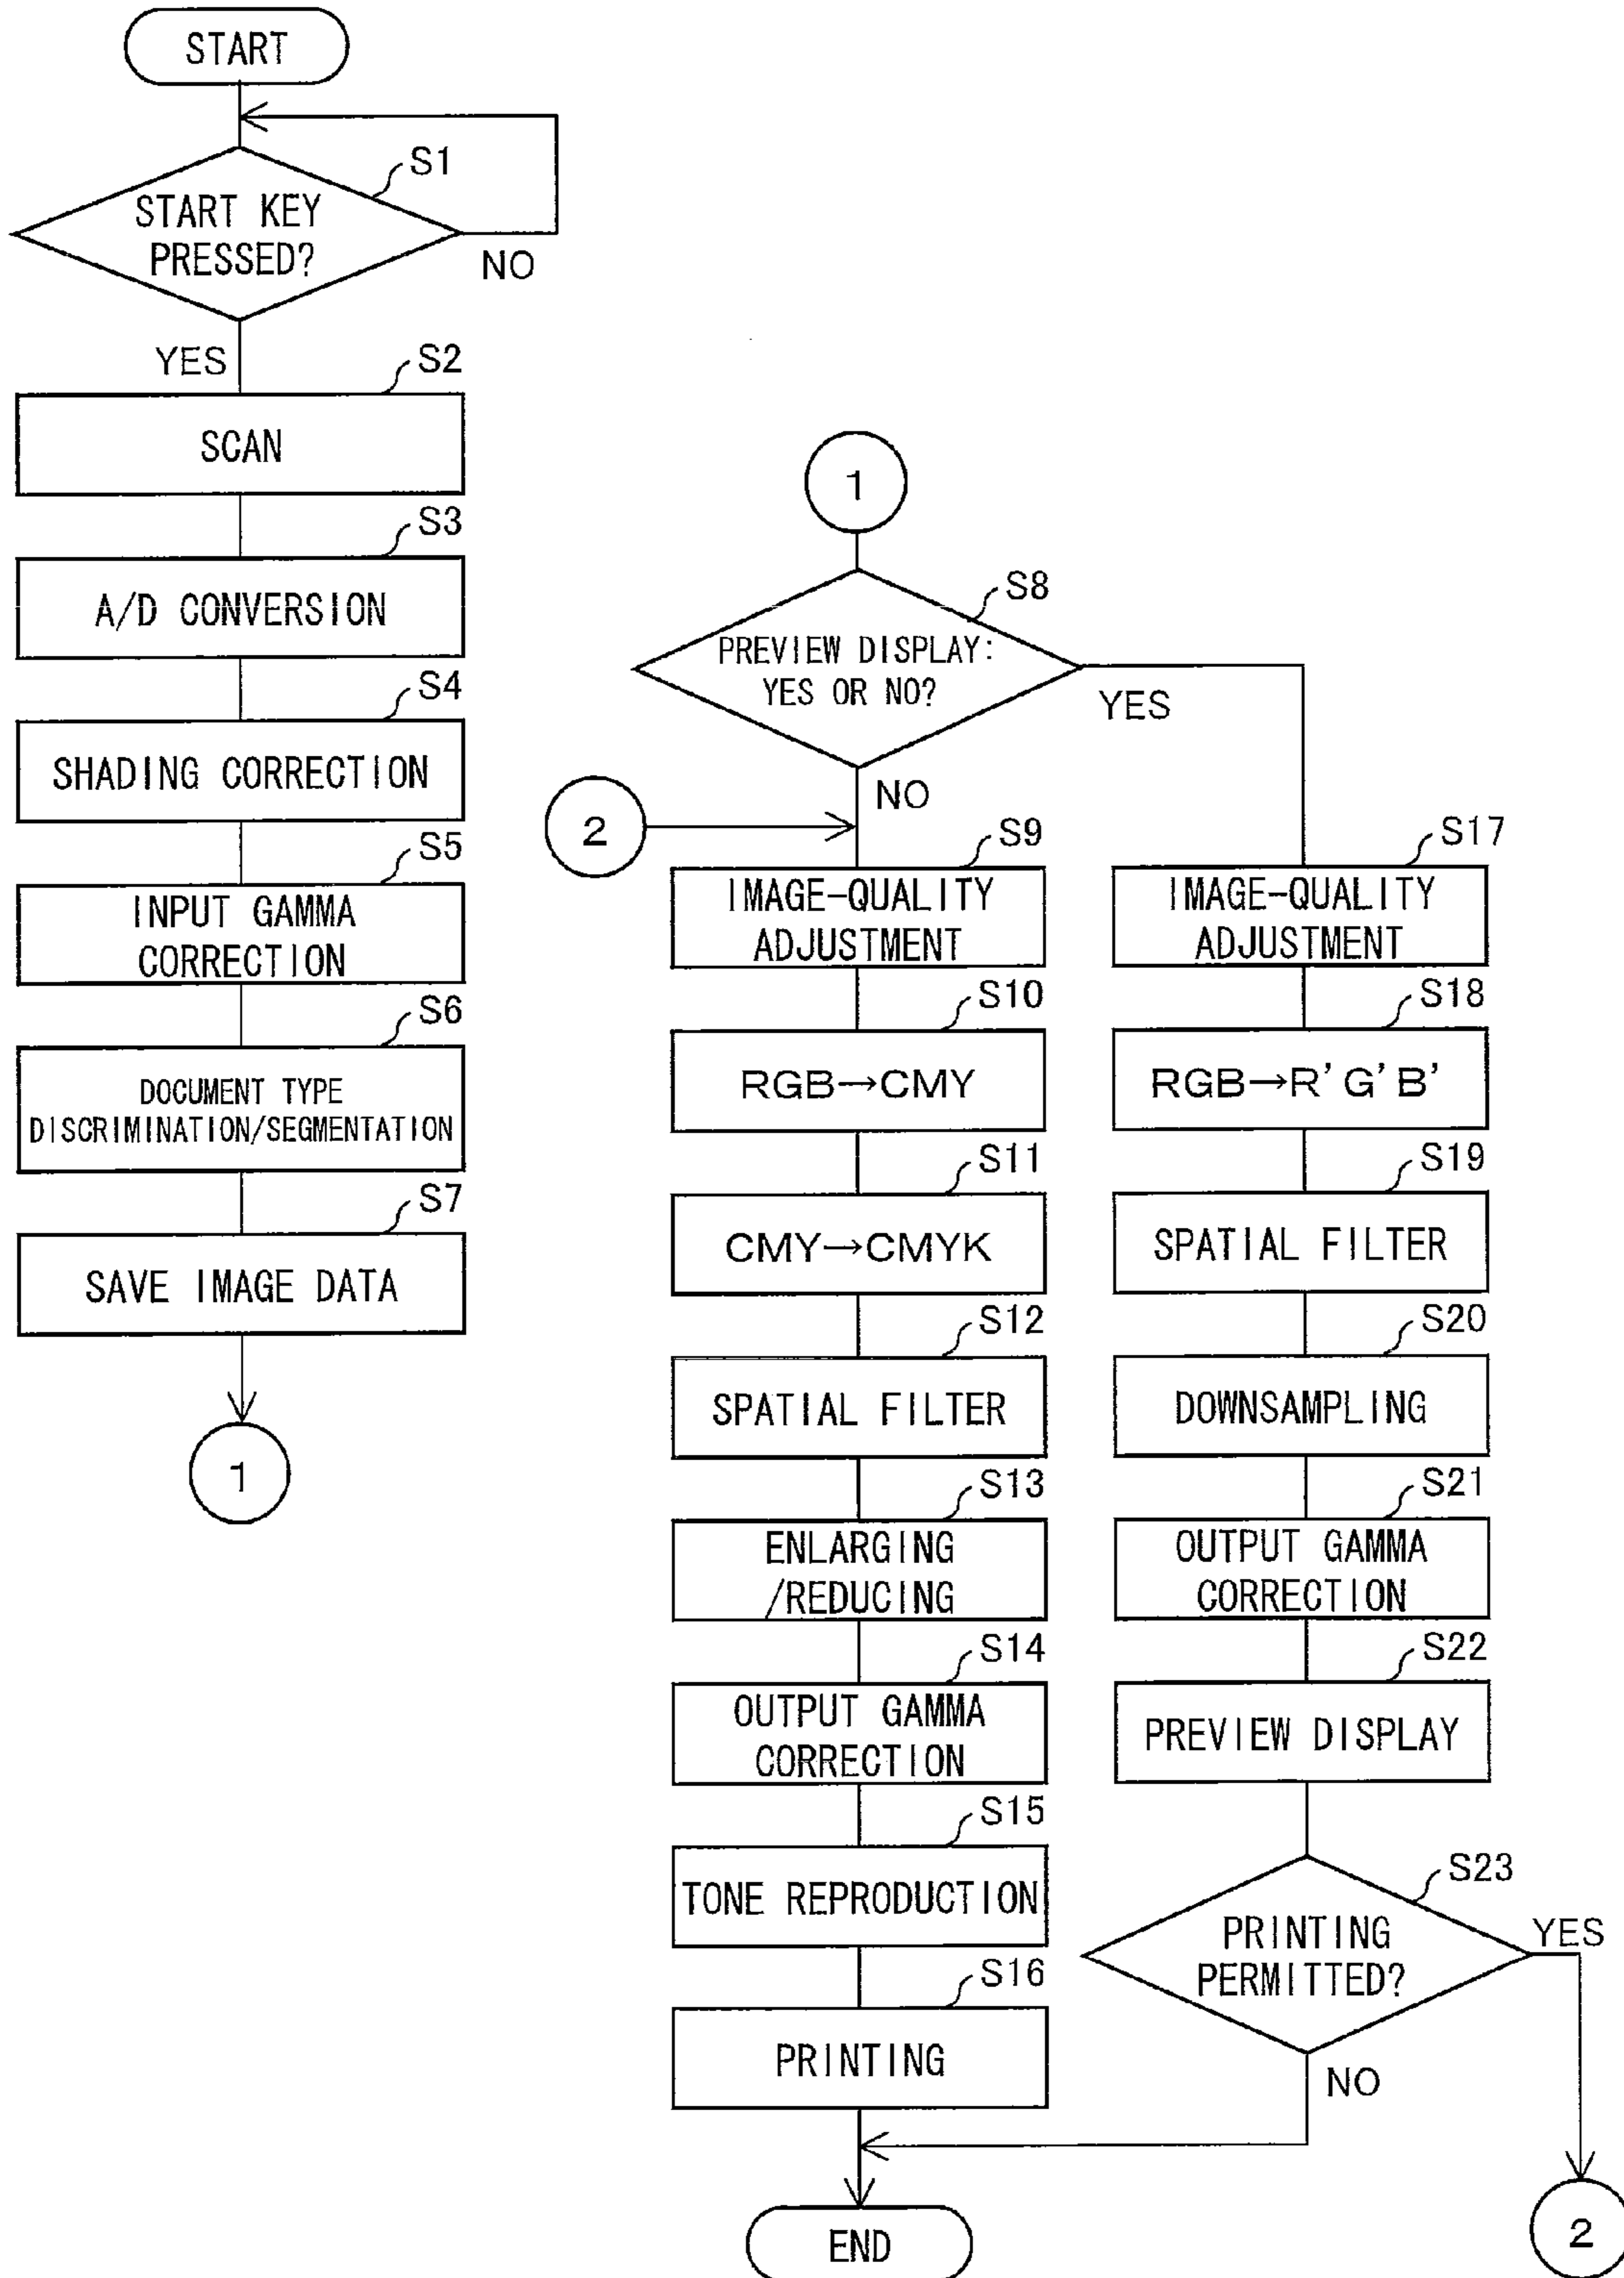 START
S1
START KEY
PRESSED?
NO
YES
S2
SCAN
S3
A/D CONVERSION
S4
SHADING CORRECTION
S5
INPUT GAMMA
CORRECTION
S6
DOCUMENT TYPE
DISCRIMINATION/SEGMENTATION
S7
SAVE IMAGE DATA
1
1
S8
PREVIEW DISPLAY:
YES OR NO?
YES
NO
2
S9
IMAGE-QUALITY
ADJUSTMENT
S10
RGB→CMY
S11
CMY→CMYK
S12
SPATIAL FILTER
S13
ENLARGING
/REDUCING
S14
OUTPUT GAMMA
CORRECTION
S15
TONE REPRODUCTION
S16
PRINTING
END
S17
IMAGE-QUALITY
ADJUSTMENT
S18
RGB→R'G'B'
S19
SPATIAL FILTER
S20
DOWNSAMPLING
S21
OUTPUT GAMMA
CORRECTION
S22
PREVIEW DISPLAY
S23
PRINTING
PERMITTED?
YES
NO
2